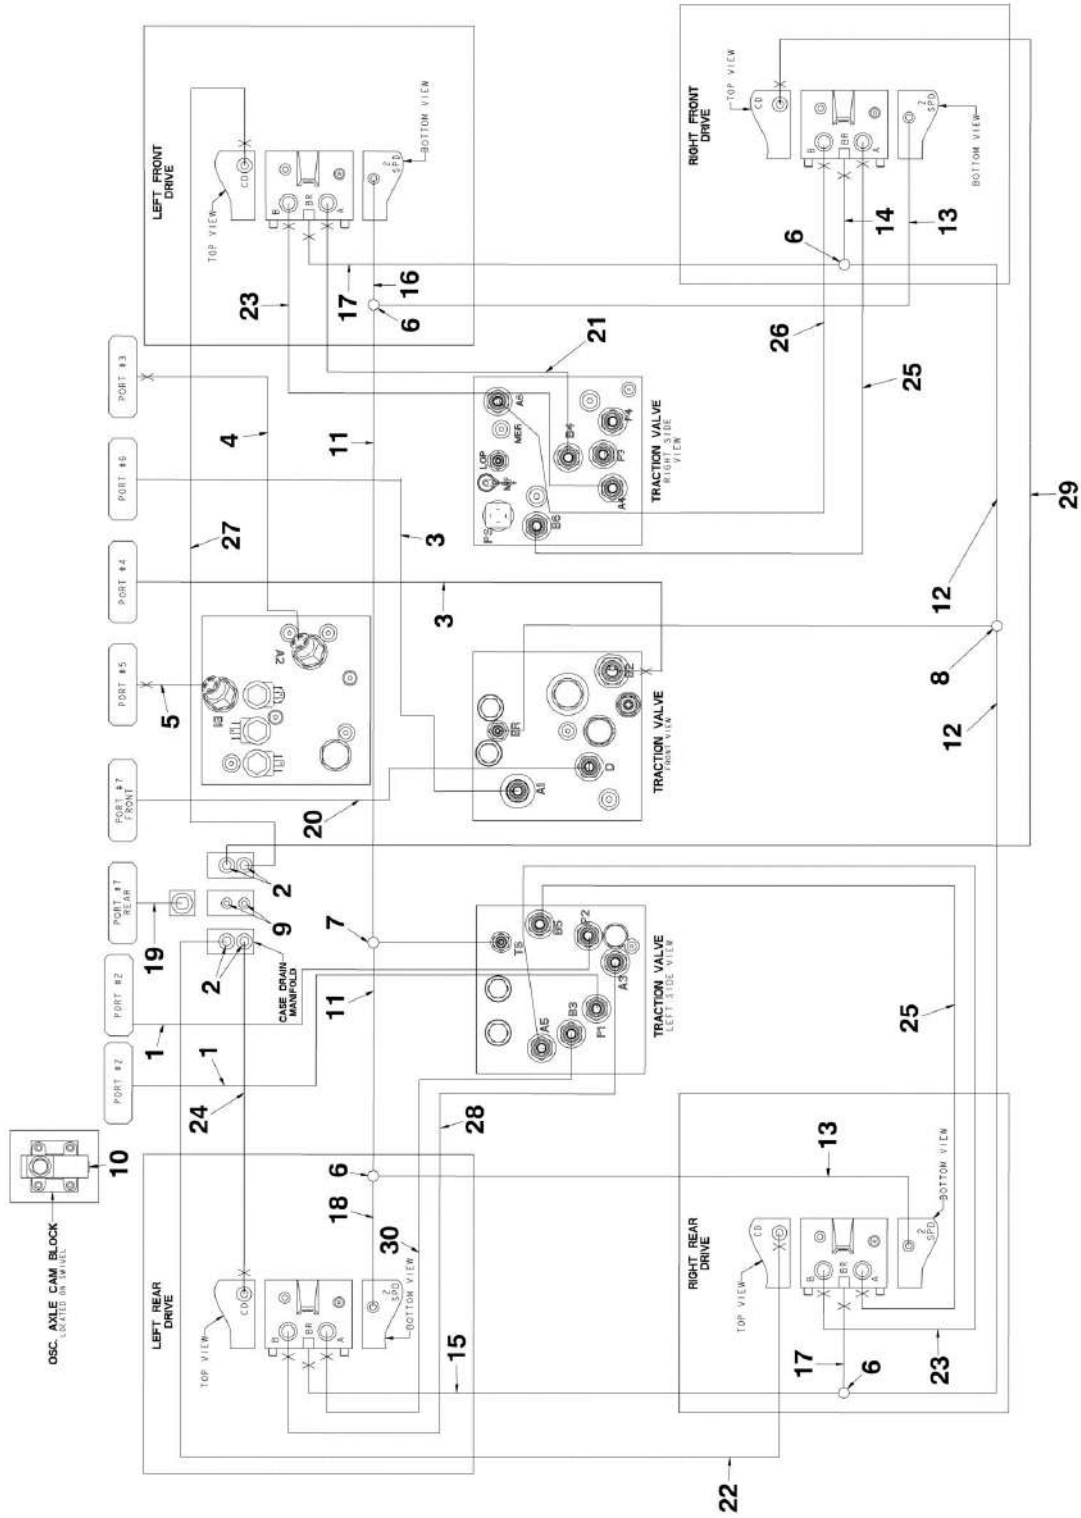 OSC. AXLE CAM BLOCK
LOCATED ON SWIVEL
10
PORT #2
PORT #2
PORT #7
REAR
PORT #7
FRONT
PORT #5
PORT #4
PORT #6
PORT #3
1
1
19
24
2
9
2
CASE DRAIN
MANIFOLD
20
5
27
4
B1
A2
3
3
11
11
7
LEFT REAR
DRIVE
TOP VIEW
CD
B
BR
A
2
SPD
BOTTOM VIEW
18
6
30
28
15
LEFT FRONT
DRIVE
TOP VIEW
CD
B
BR
A
2
SPD
BOTTOM VIEW
23
17
16
6
21
TS
B5
P2
A3
P1
B3
A5
TRACTION VALVE
LEFT SIDE VIEW
A1
D
BR
B2
TRACTION VALVE
FRONT VIEW
PS
B6
LOP
MER
A6
B4
A4
P3
P4
TRACTION VALVE
RIGHT SIDE
VIEW
RIGHT REAR
DRIVE
TOP VIEW
CD
B
BR
A
2
SPD
BOTTOM VIEW
13
17
6
23
25
22
RIGHT FRONT
DRIVE
TOP VIEW
CD
B
BR
A
2
SPD
BOTTOM VIEW
6
14
13
26
25
12
8
12
29